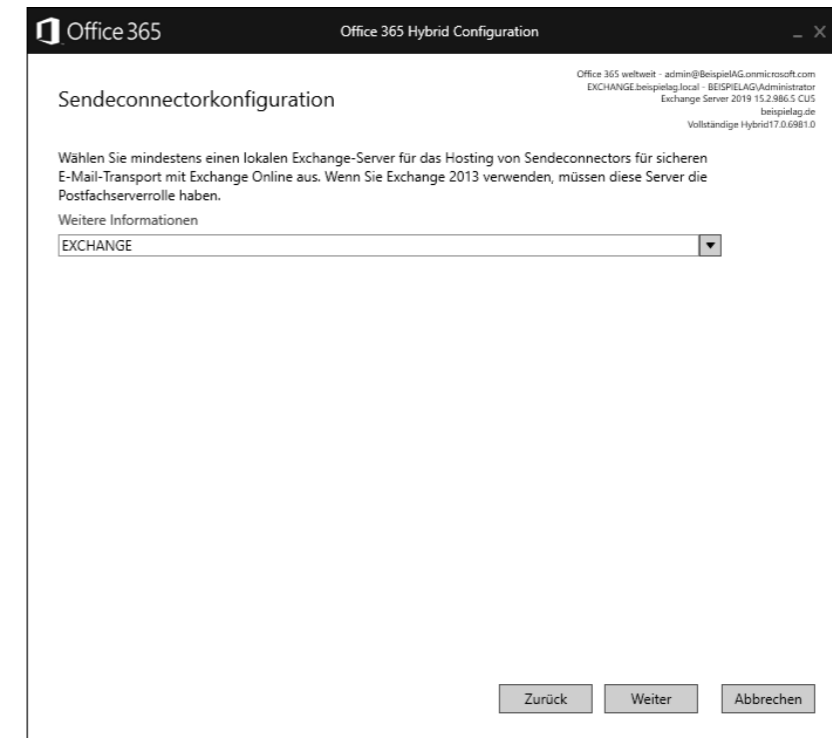 Office 365
Office 365 Hybrid Configuration
Office 365 weltweit - admin@BeispielAG.onmicrosoft.com
EXCHANGE.beispielag.local - BEISPIELAG\Administrator
Exchange Server 2019 15.2.986.5 CU5
beispielag.de
Vollständige Hybrid17.0.6981.0
Sendeconnectorkonfiguration
Wählen Sie mindestens einen lokalen Exchange-Server für das Hosting von Sendeconnectors für sicheren
E-Mail-Transport mit Exchange Online aus. Wenn Sie Exchange 2013 verwenden, müssen diese Server die
Postfachserverrolle haben.
Weitere Informationen
EXCHANGE
Zurück
Weiter
Abbrechen